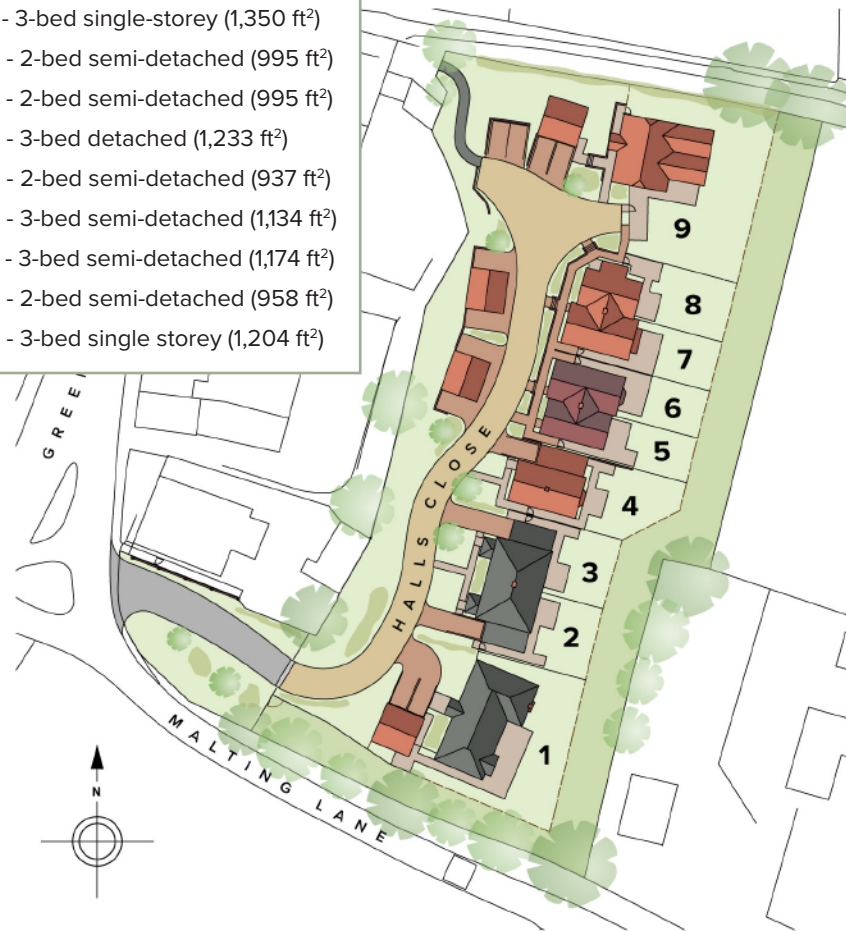 - 3-bed single-storey (1,350 ft²)
- 2-bed semi-detached (995 ft²)
- 2-bed semi-detached (995 ft²)
- 3-bed detached (1,233 ft²)
- 2-bed semi-detached (937 ft²)
- 3-bed semi-detached (1,134 ft²)
- 3-bed semi-detached (1,174 ft²)
- 2-bed semi-detached (958 ft²)
- 3-bed single storey (1,204 ft²)
9
8
7
6
5
4
3
2
1
HALLS CLOSE
MALTING LANE
N